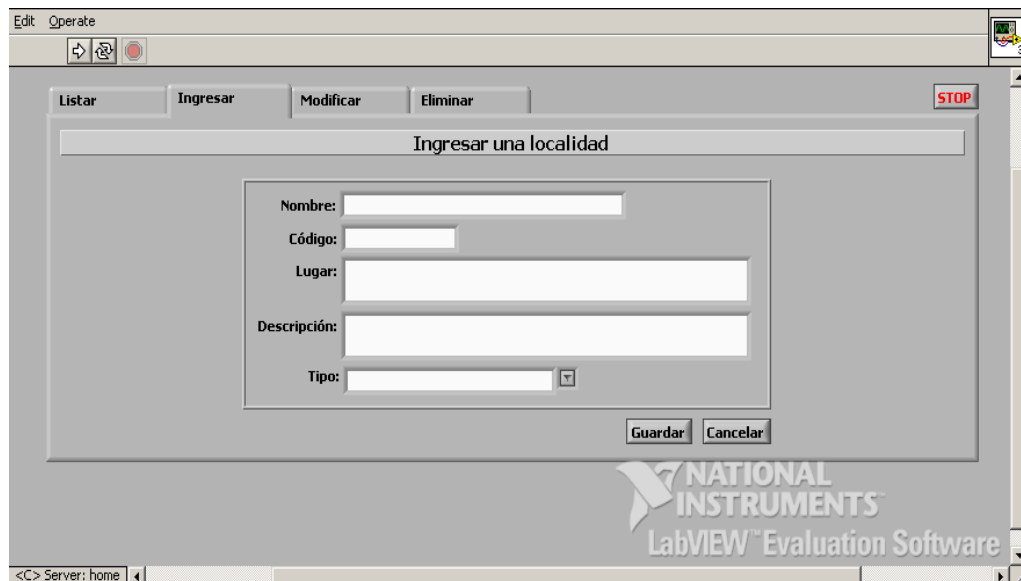 Edit Operate
Listar Ingresar Modificar Eliminar STOP
Ingresar una localidad
Nombre:
Código:
Lugar:
Descripción:
Tipo:
Guardar Cancelar
NATIONAL
INSTRUMENTS
LabVIEW™ Evaluation Software
<C> Server: home